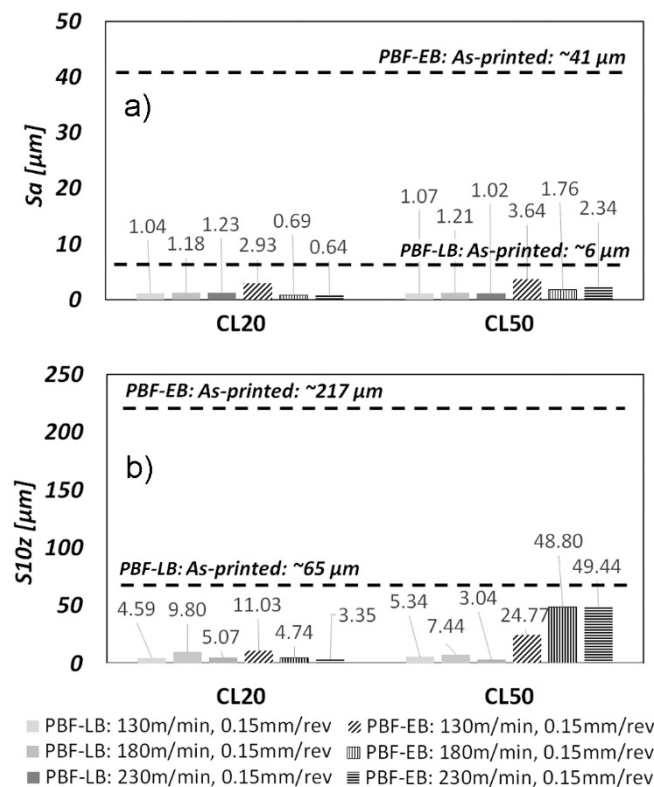 50
PBF-EB: As-printed: ~41 µm
40
a)
30
Sa [µm]
20
1.07 1.02 1.76 2.34
1.21 3.64
1.04 1.23 0.69
1.18 2.93 0.64
10
PBF-LB: As-printed: ~6 µm
0
CL20 CL50
250
PBF-EB: As-printed: ~217 µm
200
b)
150
S10z [µm]
100
PBF-LB: As-printed: ~65 µm
48.80
49.44
50
4.59 9.80 11.03 3.35 5.34 3.04 24.77
5.07 4.74 7.44
0
CL20 CL50
PBF-LB: 130m/min, 0.15mm/rev PBF-EB: 130m/min, 0.15mm/rev
PBF-LB: 180m/min, 0.15mm/rev PBF-EB: 180m/min, 0.15mm/rev
PBF-LB: 230m/min, 0.15mm/rev PBF-EB: 230m/min, 0.15mm/rev